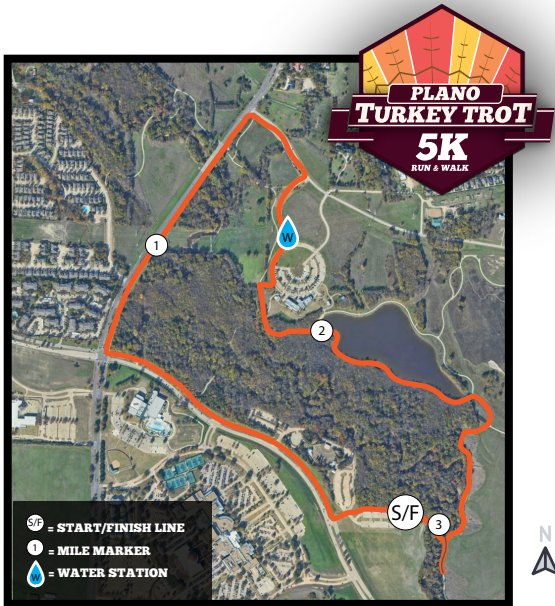 PLANO
TURKEY TROT
5K
RUN & WALK
1
W
2
S/F
3
S/F = START/FINISH LINE
1 = MILE MARKER
W = WATER STATION
N